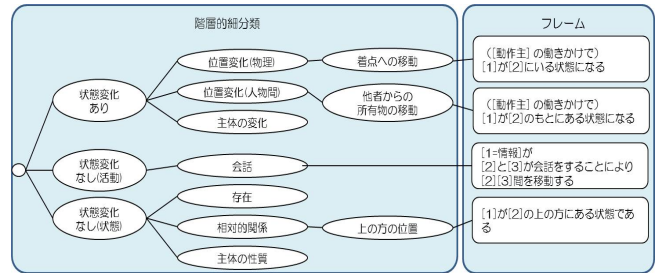 階層的細分類
フレーム
位置変化(物理)
着点への移動
([動作主] の働きかけで)
[1]が[2]にいる状態になる
状態変化
あり
位置変化(人物間)
他者からの
所有物の移動
([動作主] の働きかけで)
[1]が[2]のもとにある状態になる
主体の変化
状態変化
なし(活動)
会話
[1=情報]が
[2]と[3]が会話をすることにより
[2][3]間を移動する
存在
状態変化
なし(状態)
相対的関係
上の方の位置
[1]が[2]の上の方にある状態であ
る
主体の性質